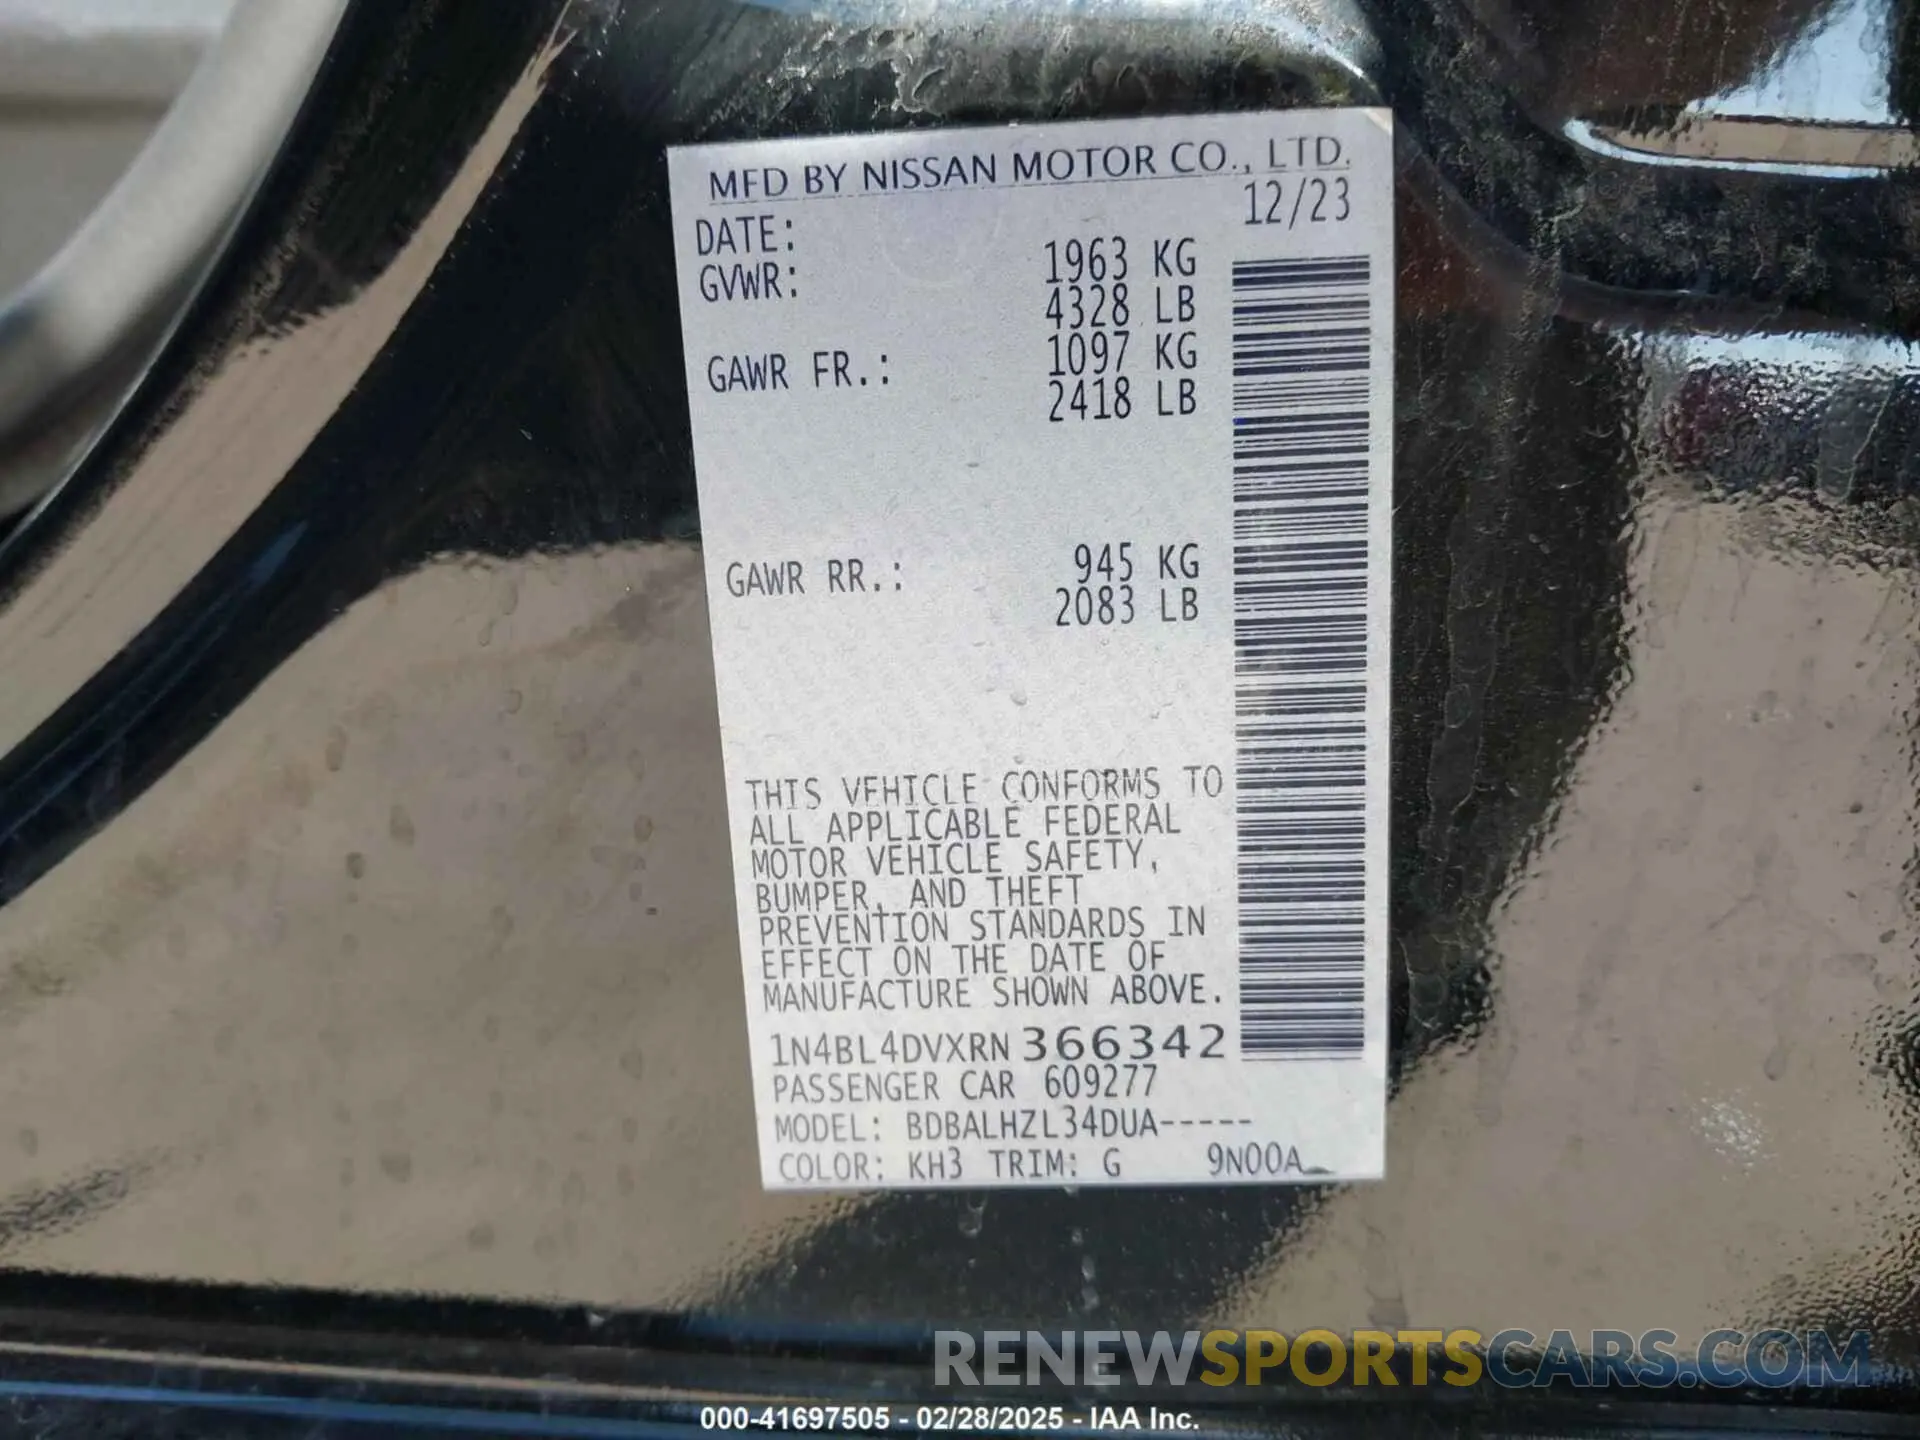 MFD BY NISSAN MOTOR CO., LTD.
DATE: 12/23
GVWR: 1963 KG
4328 LB
GAWR FR.: 1097 KG
2418 LB
GAWR RR.: 945 KG
2083 LB
THIS VEHICLE CONFORMS TO
ALL APPLICABLE FEDERAL
MOTOR VEHICLE SAFETY,
BUMPER, AND THEFT
PREVENTION STANDARDS IN
EFFECT ON THE DATE OF
MANUFACTURE SHOWN ABOVE.
1N4BL4DVXRN366342
PASSENGER CAR 609277
MODEL: BDBALHZL34DUA-----
COLOR: KH3 TRIM: G 9N00A
RENEWSPORTSCARS.COM
000-41697505 - 02/28/2025 - IAA Inc.